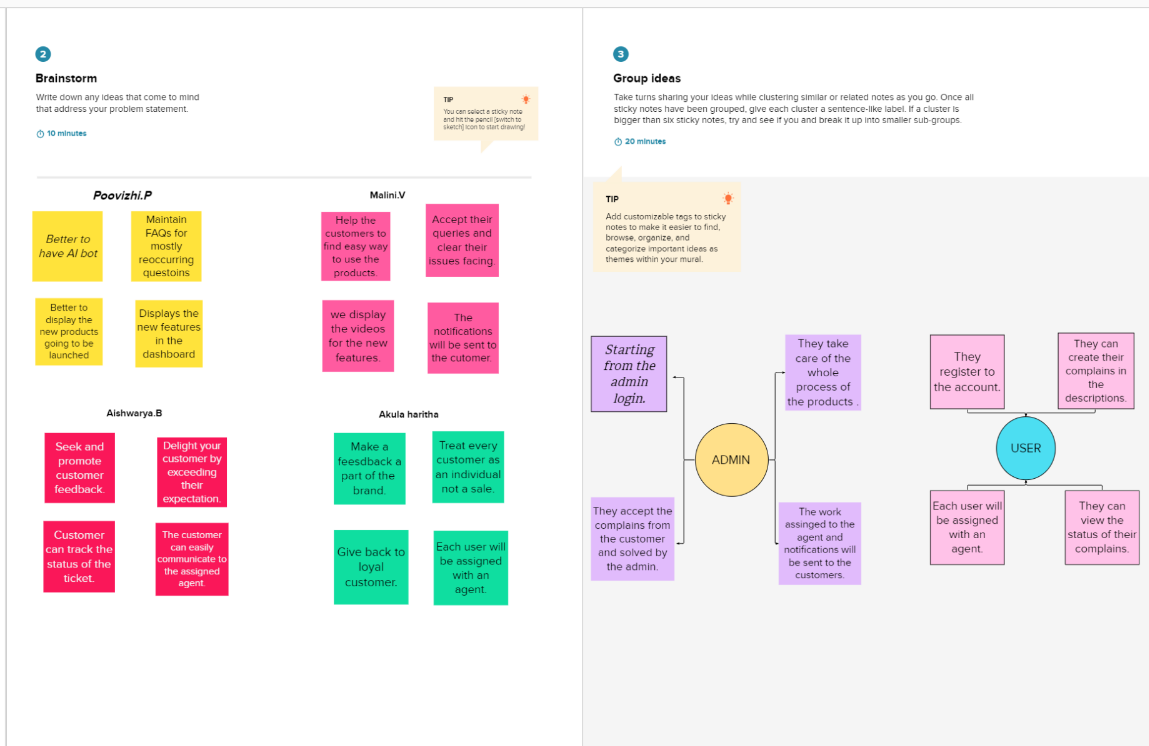 2
Brainstorm
Write down any ideas that come to mind
that address your problem statement.
10 minutes
TIP
You can select a sticky note
and hit the pencil [switch to
sketch] icon to start drawing!
Poovizhi.P
Better to
have AI bot
Maintain
FAQs for
mostly
reoccurring
questoins
Better to
display the
new products
going to be
launched
Displays the
new features
in the
dashboard
Malini.V
Help the
customers to
find easy way
to use the
products.
Accept their
queries and
clear their
issues facing.
we display
the videos
for the new
features.
The
notifications
will be sent to
the cutomer.
Aishwarya.B
Seek and
promote
customer
feedback.
Delight your
customer by
exceeding
their
expectation.
Customer
can track the
status of the
ticket.
The customer
can easily
communicate to
the assigned
agent.
Akula haritha
Make a
feesdback a
part of the
brand.
Treat every
customer as
an individual
not a sale.
Give back to
loyal
customer.
Each user will
be assigned
with an
agent.
3
Group ideas
Take turns sharing your ideas while clustering similar or related notes as you go. Once all
sticky notes have been grouped, give each cluster a sentence-like label. If a cluster is
bigger than six sticky notes, try and see if you and break it up into smaller sub-groups.
20 minutes
TIP
Add customizable tags to sticky
notes to make it easier to find,
browse, organize, and
categorize important ideas as
themes within your mural.
Starting
from the
admin
login.
They take
care of the
whole
process of
the products .
ADMIN
They accept the
complains from
the customer
and solved by
the admin.
The work
assinged to the
agent and
notifications will
be sent to the
customers.
They
register to
the account.
They can
create their
complains in
the
descriptions.
USER
Each user will
be assigned
with an
agent.
They can
view the
status of their
complains.